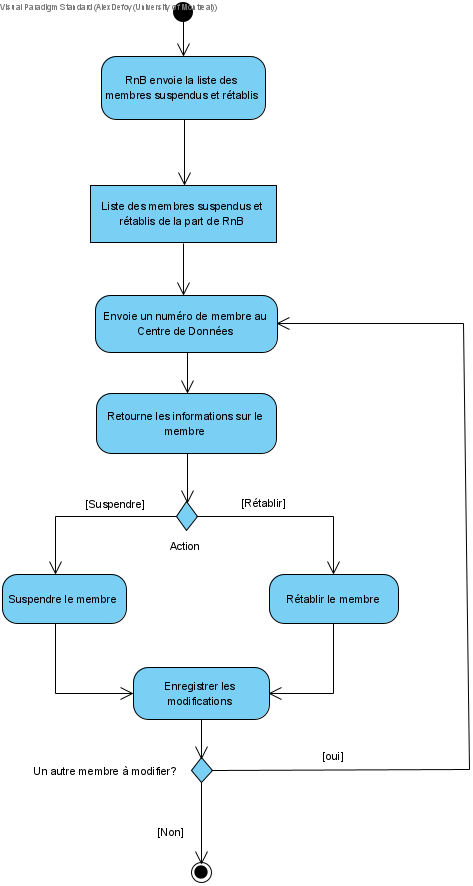 Visual Paradigm Standard (Alex Defoy (University of Montreal))
RnB envoie la liste des
membres suspendus et rétablis
Liste des membres suspendus et
rétablis de la part de RnB
Envoie un numéro de membre au
Centre de Données
Retourne les informations sur le
membre
[Suspendre]
[Rétablir]
Action
Suspendre le membre
Rétablir le membre
Enregistrer les
modifications
[oui]
Un autre membre à modifier?
[Non]